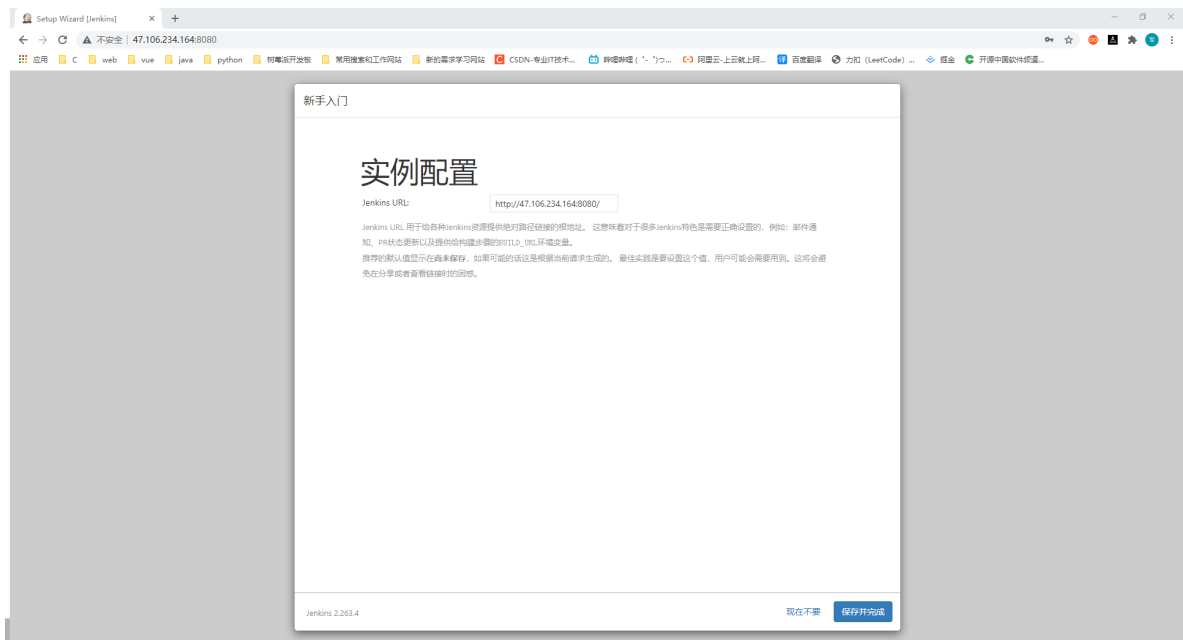 Setup Wizard [Jenkins]
不安全 | 47.106.234.164:8080
应用 C web vue java python 树莓派开发板 常用搜索和工作网站 新的需求学习网站 CSDN-专业IT技术... 哔哩哔哩 ( ゜- ゜)つ... 阿里云-上云就上阿... 百度翻译 力扣 (LeetCode) ... 掘金 开源中国软件频道...
新手入门
实例配置
Jenkins URL: http://47.106.234.164:8080/
Jenkins URL 用于给各种Jenkins资源提供绝对路径链接的根地址。 这意味着对于很多Jenkins特色是需要正确设置的，例如：邮件通
知、PR状态更新以及提供给构建步骤的BUILD_URL环境变量。
推荐的默认值显示在尚未保存，如果可能的话这是根据当前请求生成的。 最佳实践是要设置这个值，用户可能会需要用到。这将会避
免在分享或者查看链接时的困惑。
Jenkins 2.263.4 现在不要 保存并完成